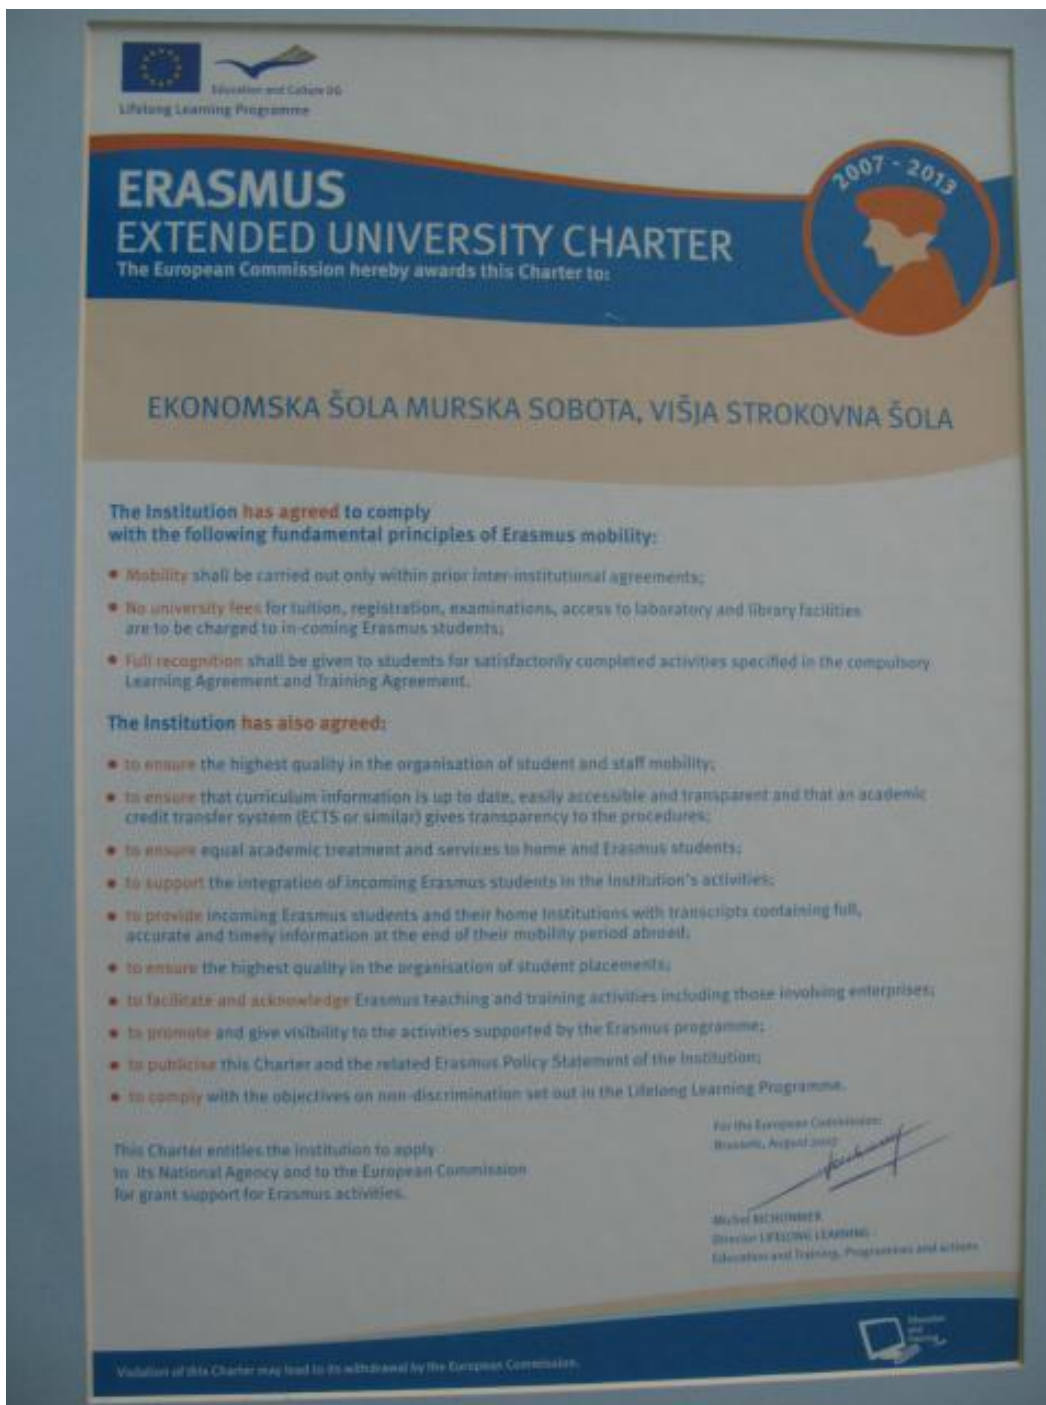 Education and Culture DG
Lifelong Learning Programme
2007 - 2013
ERASMUS
EXTENDED UNIVERSITY CHARTER
The European Commission hereby awards this Charter to:
EKONOMSKA ŠOLA MURSKA SOBOTA, VIŠJA STROKOVNA ŠOLA
The Institution has agreed to comply
with the following fundamental principles of Erasmus mobility:
• Mobility shall be carried out only within prior inter-institutional agreements;
• No university fees for tuition, registration, examinations, access to laboratory and library facilities
are to be charged to in-coming Erasmus students;
• Full recognition shall be given to students for satisfactorily completed activities specified in the compulsory
Learning Agreement and Training Agreement.
The Institution has also agreed:
• to ensure the highest quality in the organisation of student and staff mobility;
• to ensure that curriculum information is up to date, easily accessible and transparent and that an academic
credit transfer system (ECTS or similar) gives transparency to the procedures;
• to ensure equal academic treatment and services to home and Erasmus students;
• to support the integration of incoming Erasmus students in the Institution's activities;
• to provide incoming Erasmus students and their home Institutions with transcripts containing full,
accurate and timely information at the end of their mobility period abroad;
• to ensure the highest quality in the organisation of student placements;
• to facilitate and acknowledge Erasmus teaching and training activities including those involving enterprises;
• to promote and give visibility to the activities supported by the Erasmus programme;
• to publicise this Charter and the related Erasmus Policy Statement of the Institution;
• to comply with the objectives on non-discrimination set out in the Lifelong Learning Programme.
This Charter entitles the Institution to apply
to its National Agency and to the European Commission
for grant support for Erasmus activities.
For the European Commission:
Brussels, August 2007
Michel
Director LIFELONG LEARNING :
Education and Training, Programmes and actions
Education
and
Training
Violation of this Charter may lead to its withdrawal by the European Commission.